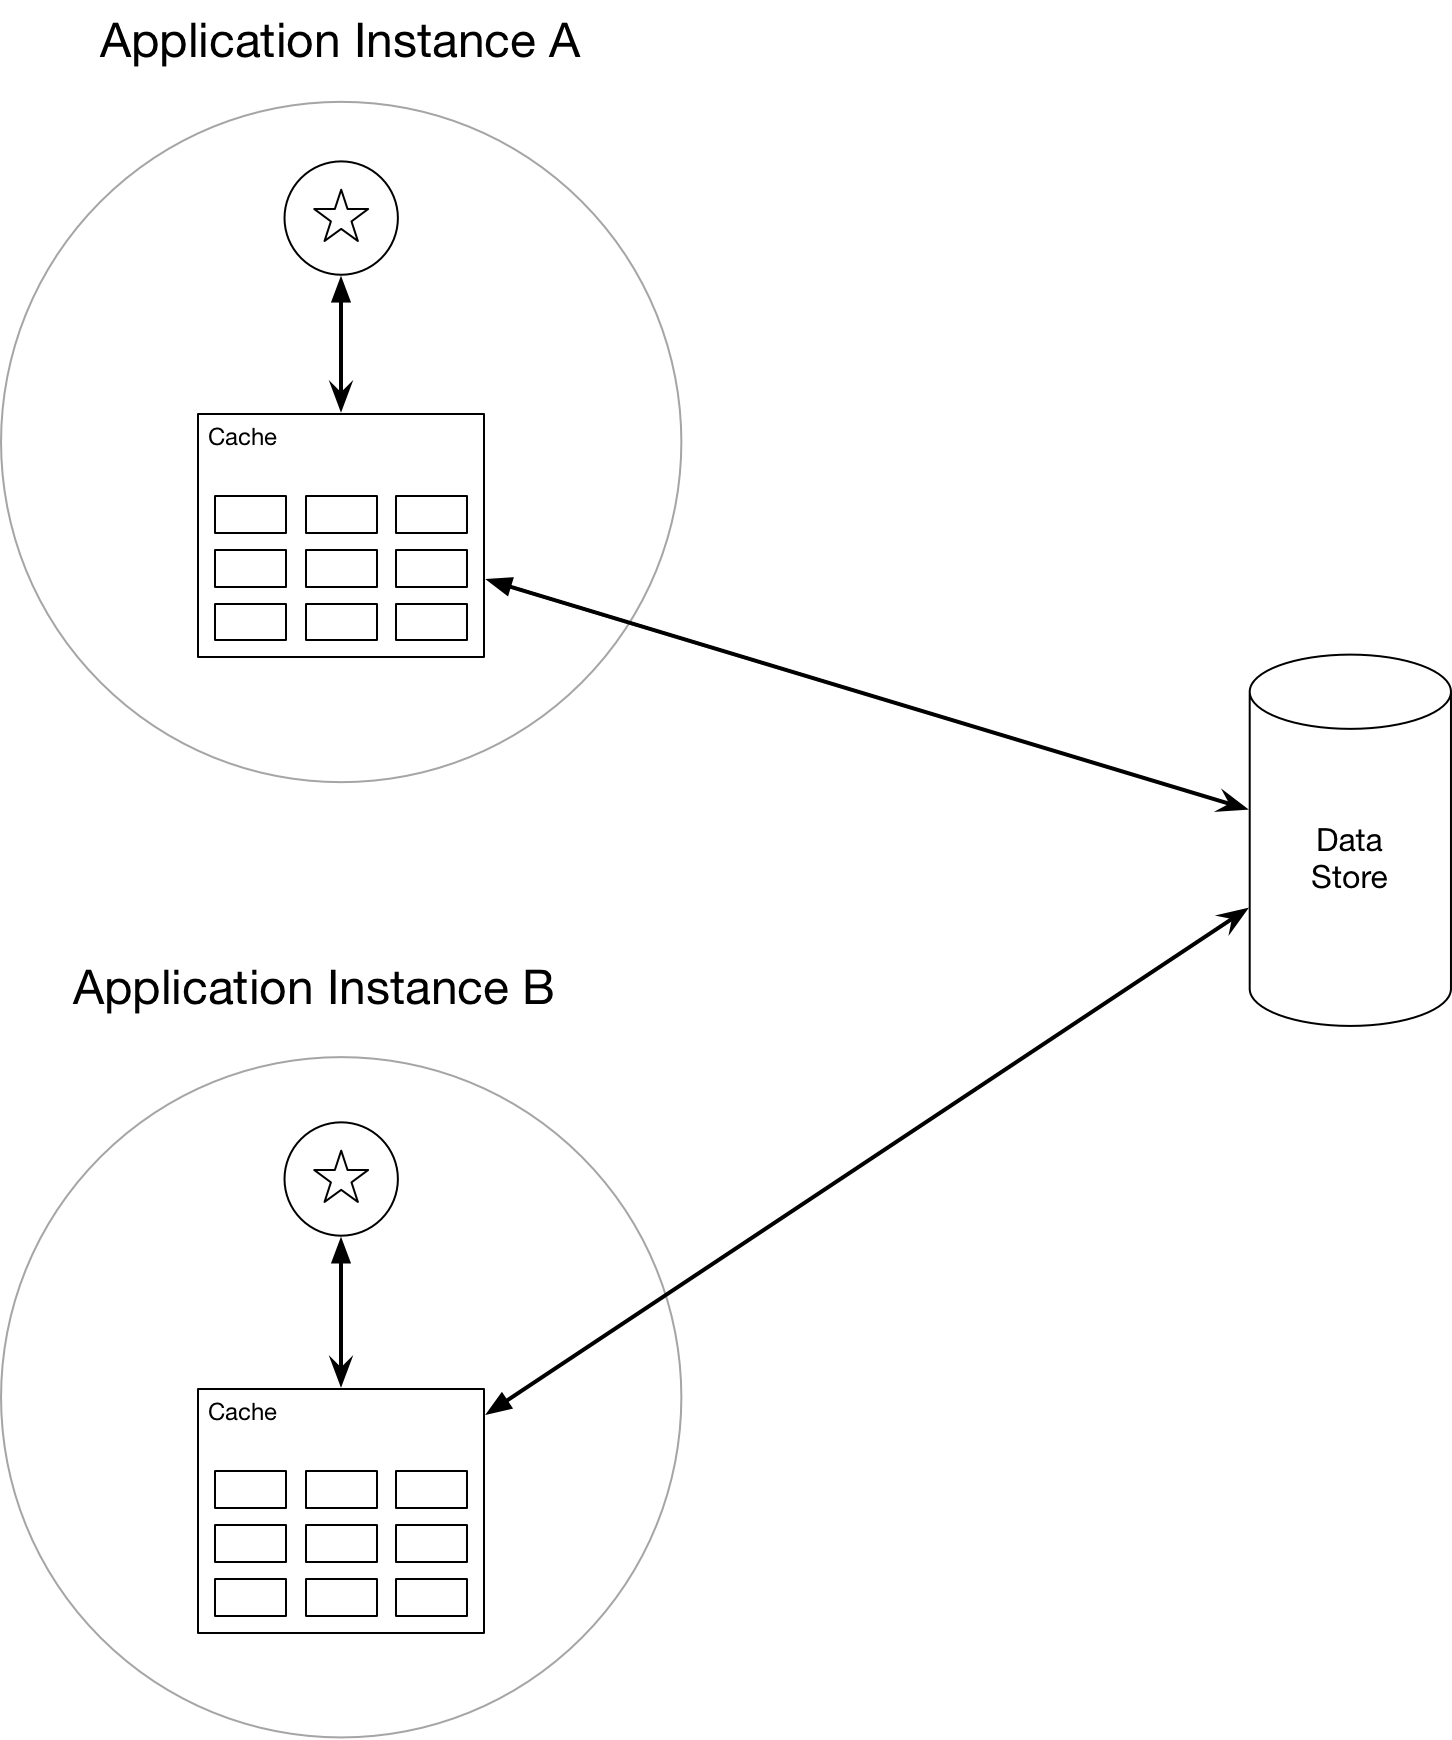 Application Instance A
Cache
Data
Store
Application Instance B
Cache